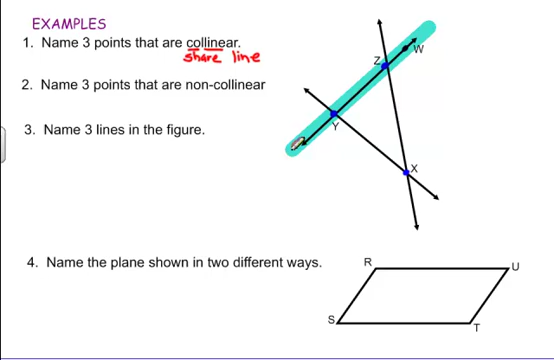 EXAMPLES
1. Name 3 points that are collinear.
share line
2. Name 3 points that are non-collinear
3. Name 3 lines in the figure.
Z
W
Y
X
4. Name the plane shown in two different ways.
R
U
S
T